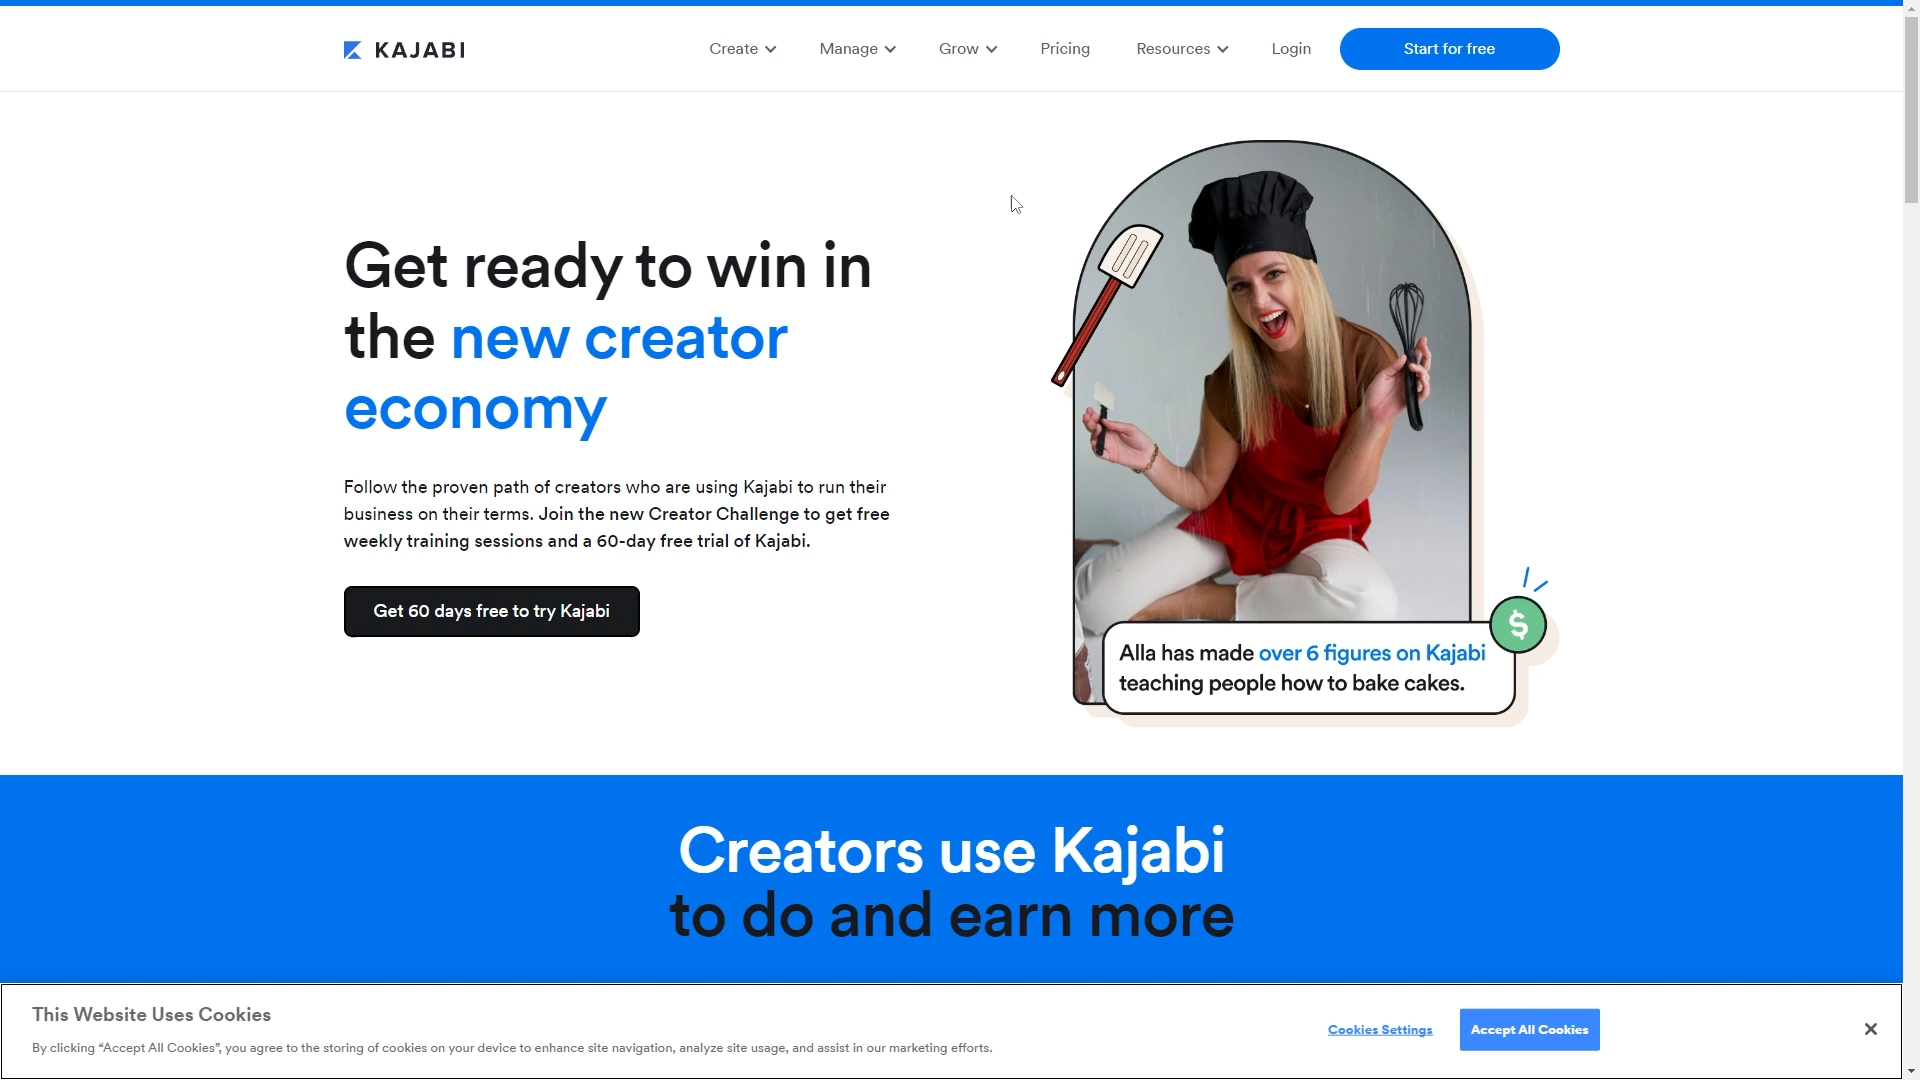 KAJABI
Create
Manage
Grow
Pricing
Resources
Login
Start for free
Get ready to win in
the new creator
economy
Follow the proven path of creators who are using Kajabi to run their
business on their terms. Join the new Creator Challenge to get free
weekly training sessions and a 60-day free trial of Kajabi.
Get 60 days free to try Kajabi
$
Alla has made over 6 figures on Kajabi
teaching people how to bake cakes.
Creators use Kajabi
to do and earn more
This Website Uses Cookies
By clicking “Accept All Cookies”, you agree to the storing of cookies on your device to enhance site navigation, analyze site usage, and assist in our marketing efforts.
Cookies Settings
Accept All Cookies